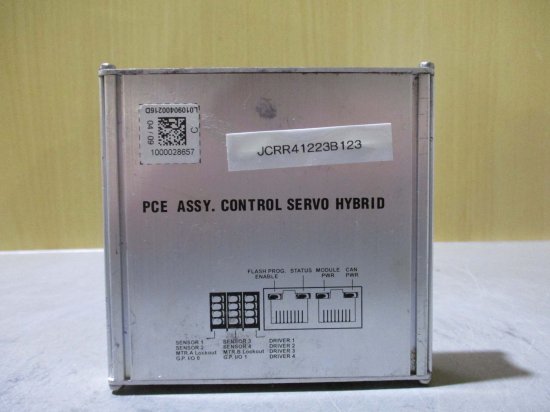 L010904000216D
04 / 09
C
1000028657
JCRR41223B123
PCE ASSY. CONTROL SERVO HYBRID
FLASH PROG. ENABLE STATUS MODULE PWR CAN PWR
SENSOR 1 SENSOR 3 DRIVER 1
SENSOR 2 SENSOR 4 DRIVER 2
MTR.A Lockout MTR.B Lockout DRIVER 3
G.P. I/O 0 G.P. I/O 1 DRIVER 4